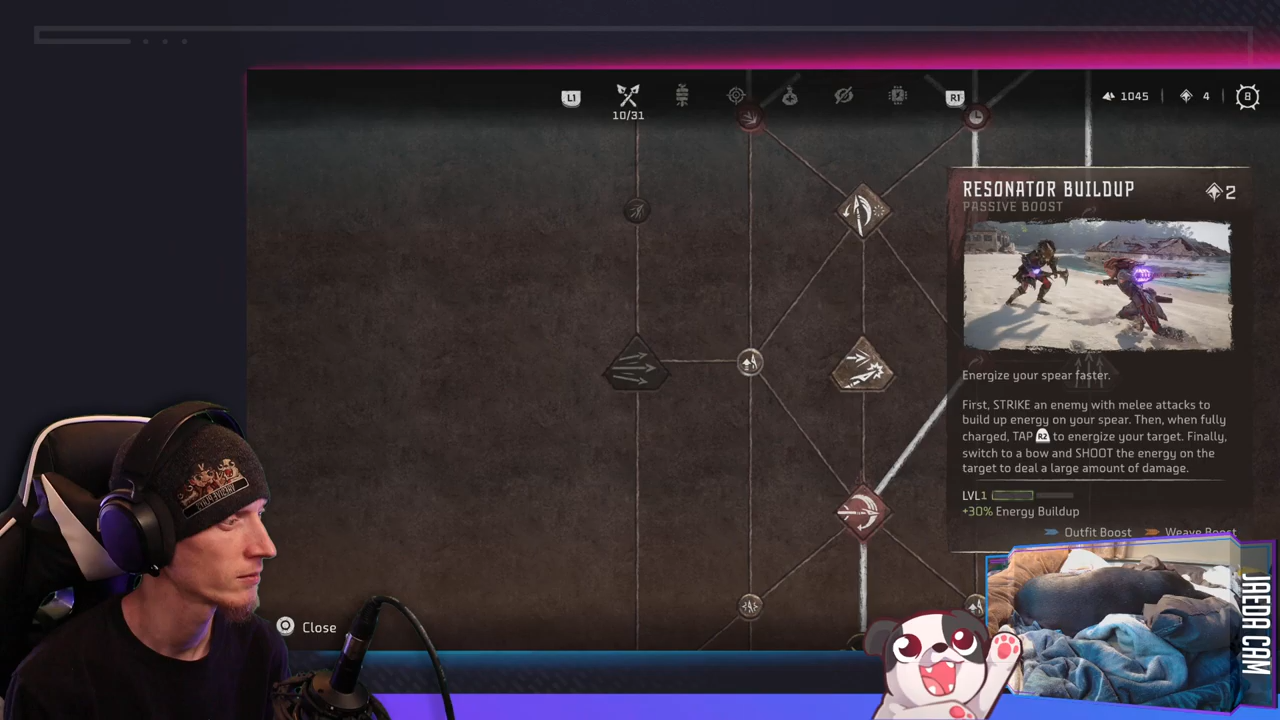 L1
10/31
R1
1045
4
8
RESONATOR BUILDUP
2
PASSIVE BOOST
Energize your spear faster.
First, STRIKE an enemy with melee attacks to
build up energy on your spear. Then, when fully
charged, TAP R2 to energize your target. Finally,
switch to a bow and SHOOT the energy on the
target to deal a large amount of damage.
LVL1
+30% Energy Buildup
Outfit Boost
Weave Boost
Close
JAEDA CAM